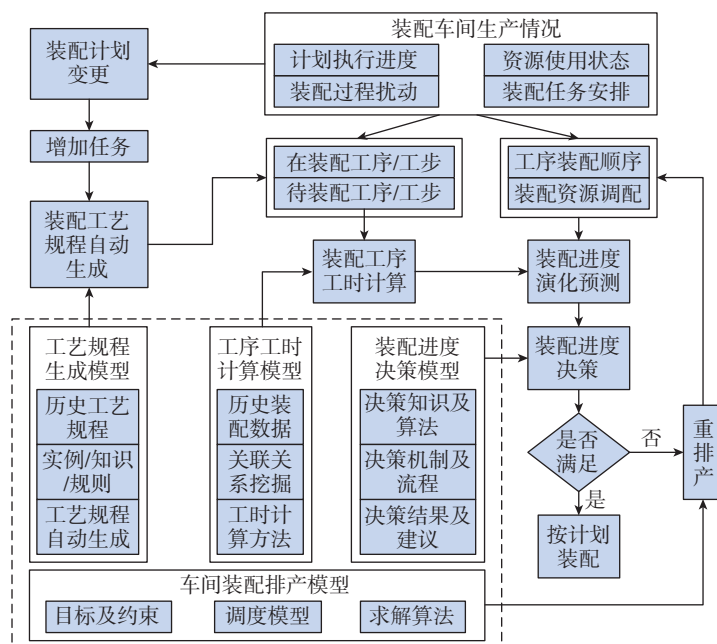 装配车间生产情况
计划执行进度
资源使用状态
装配过程扰动
装配任务安排
装配计划
变更
增加任务
装配工艺
规程自动
生成
在装配工序/工步
待装配工序/工步
工序装配顺序
装配资源调配
装配工序
工时计算
装配进度
演化预测
装配进度
决策
是否
满足
否
是
重
排
产
按计划
装配
工艺规程
生成模型
历史工艺
规程
实例/知识
/规则
工艺规程
自动生成
工序工时
计算模型
历史装
配数据
关联关
系挖掘
工时计
算方法
装配进度
决策模型
决策知识及
算法
决策机制及
流程
决策结果及
建议
车间装配排产模型
目标及约束
调度模型
求解算法